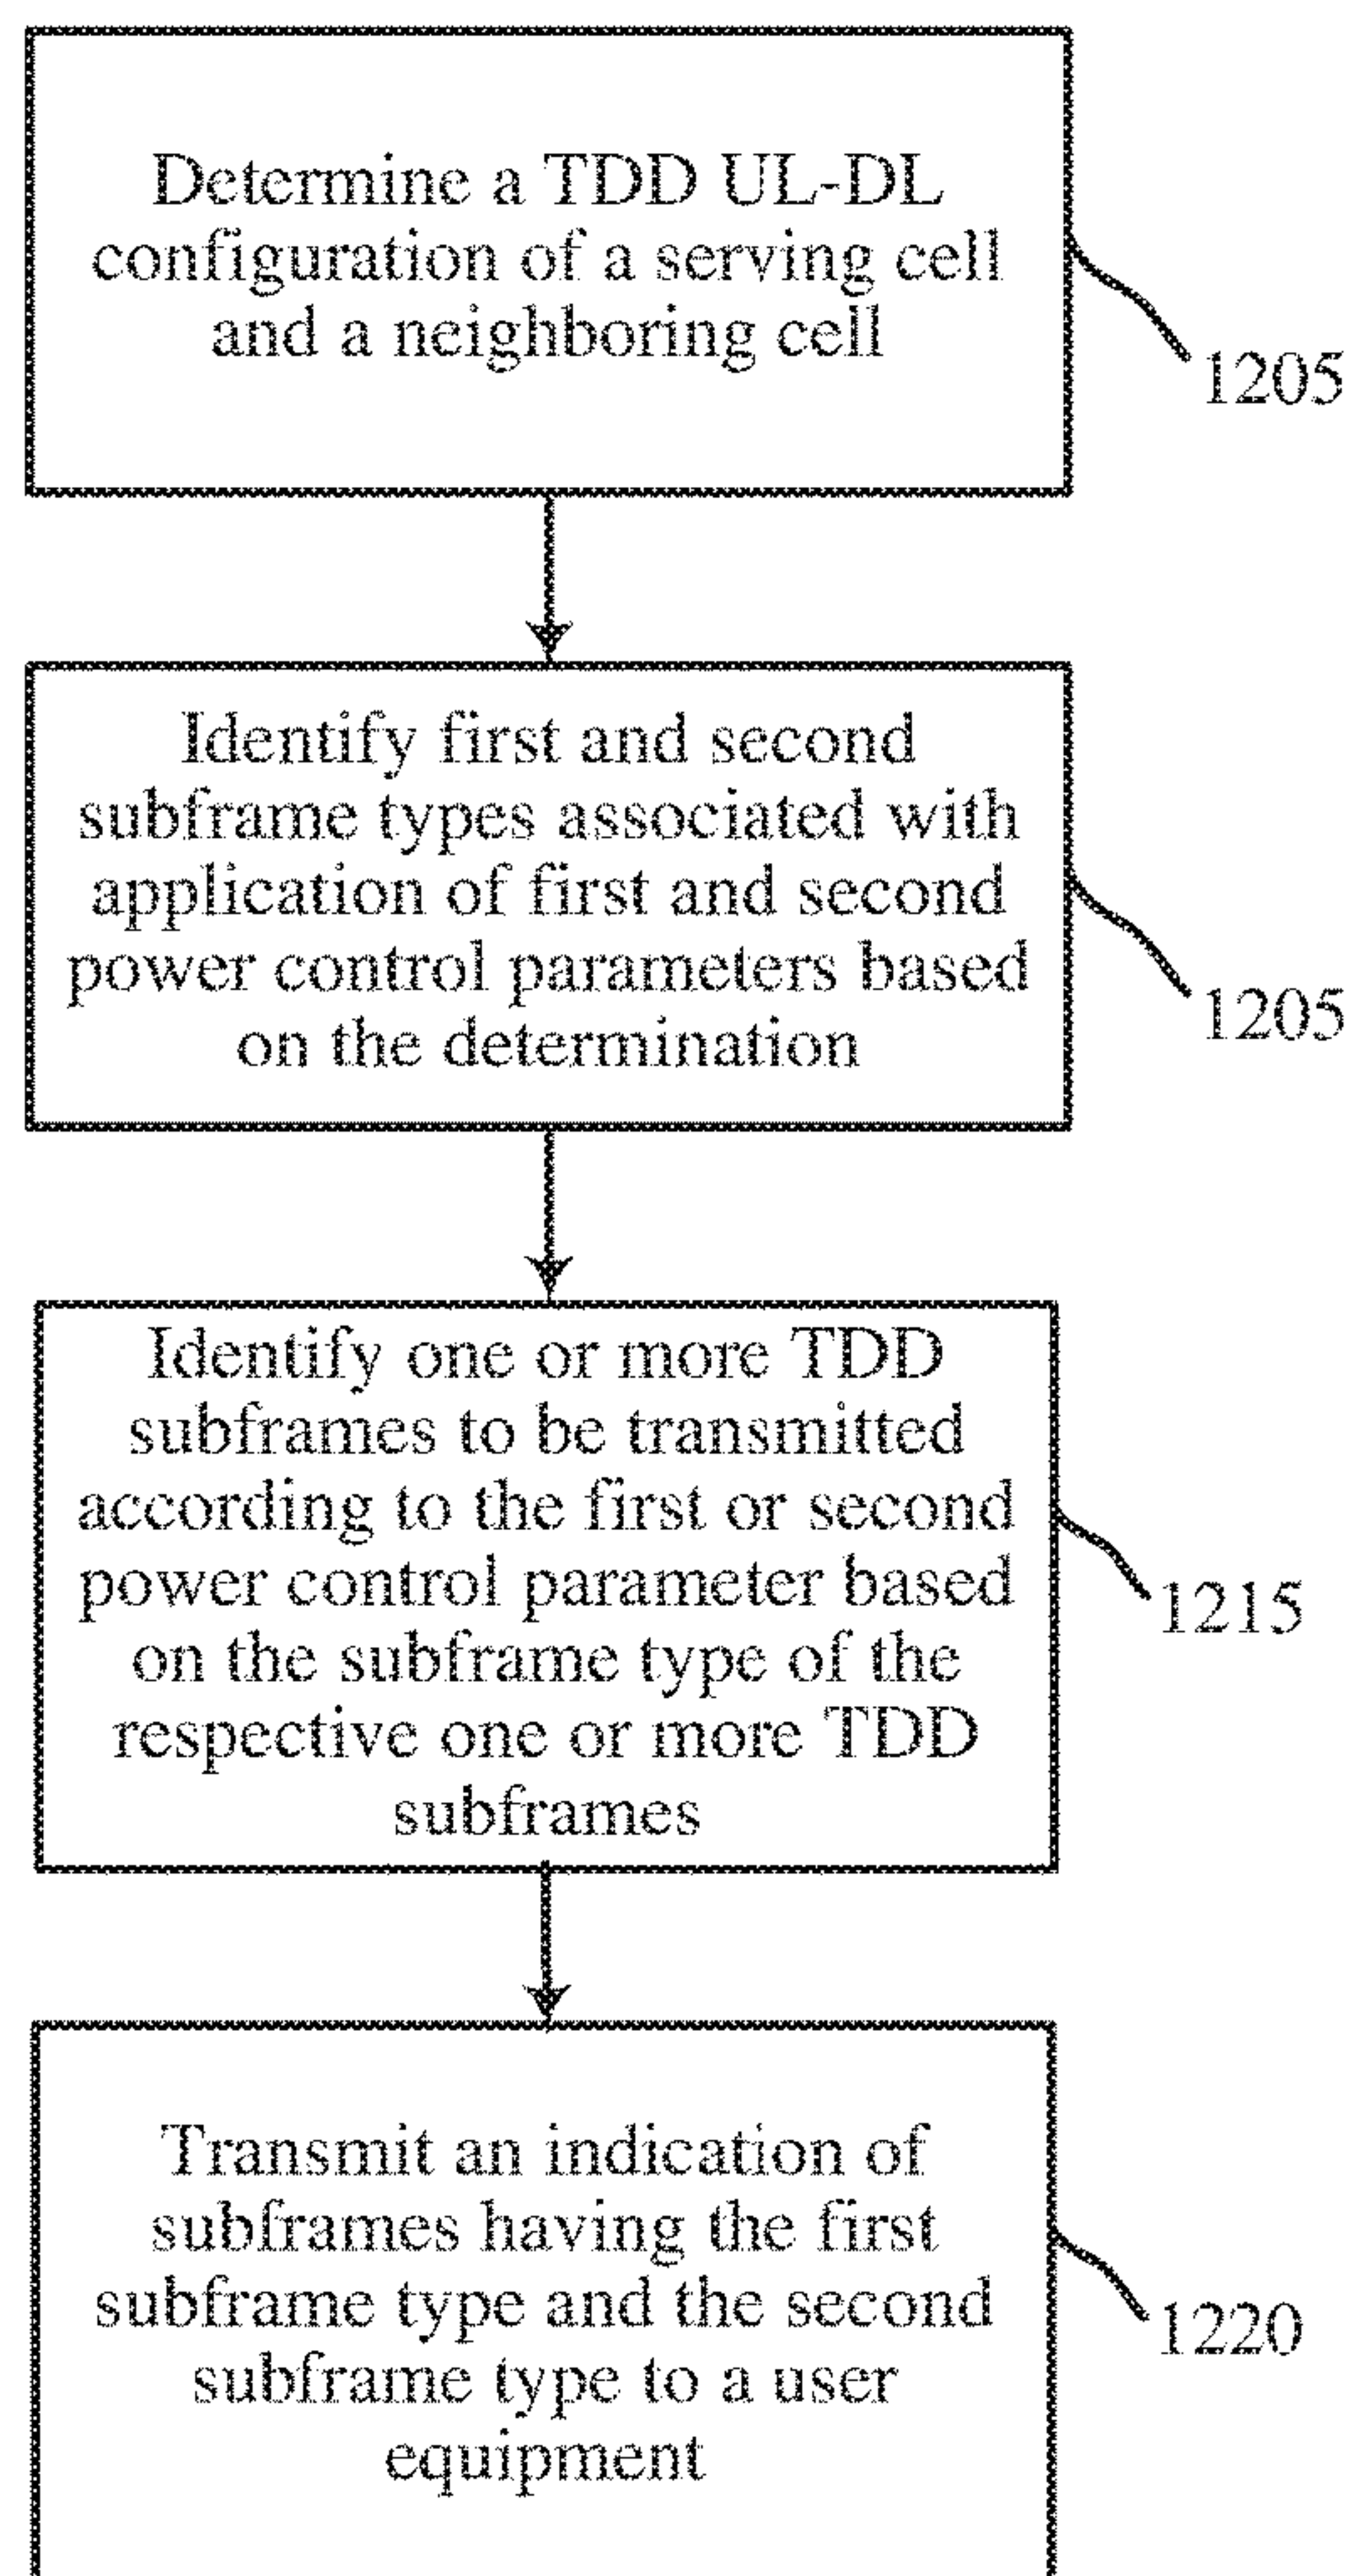 Determine a TDD UL-DL
configuration of a serving cell
and a neighboring cell
1205
Identify first and second
subframe types associated with
application of first and second
power control parameters based
on the determination
1205
Identify one or more TDD
subframes to be transmitted
according to the first or second
power control parameter based
on the subframe type of the
respective one or more TDD
subframes
1215
Transmit an indication of
subframes having the first
subframe type and the second
subframe type to a user
equipment
1220